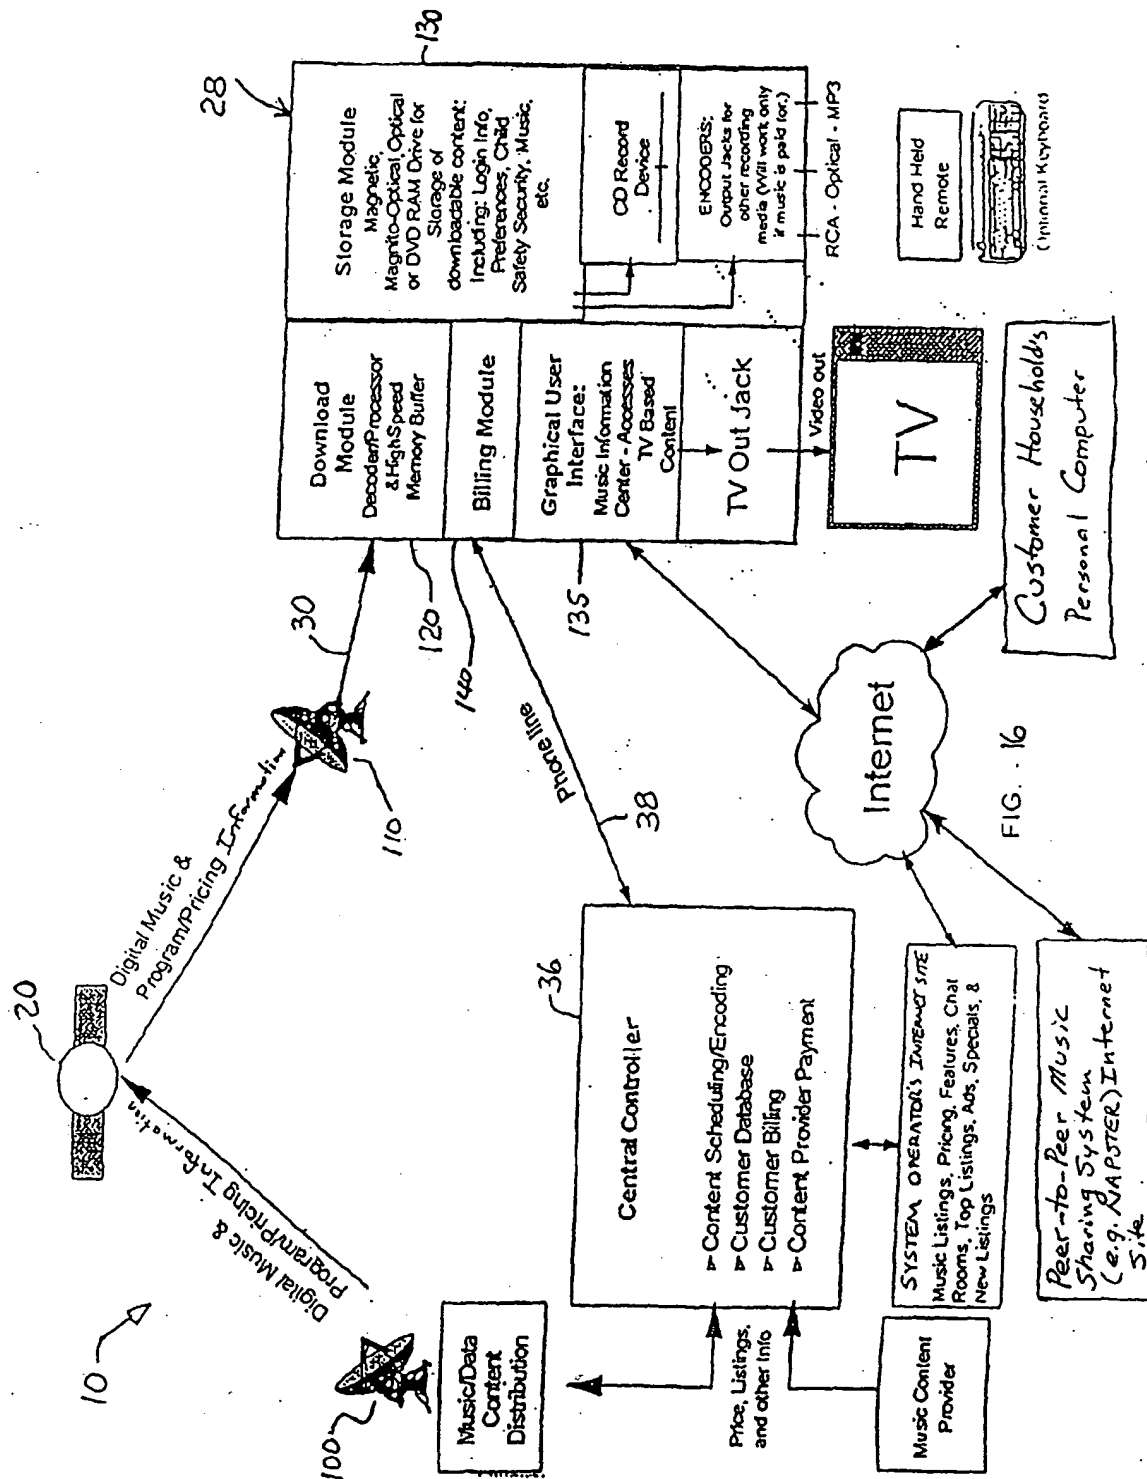 10
100
Music/Data
Content
Distribution
Digital Music &
Program/Pricing Information
20
Digital Music &
Program/Pricing Information
110
30
120
140
135
28
130
Download
Module
Decoder/Processor
& High Speed
Memory Buffer
Billing Module
Graphical User
Interface:
Music Information
Center - Accesses
TV Based
Content
TV Out Jack
Video out
TV
Storage Module
Magnetic,
Magnito-Optical, Optical
or DVD RAM Drive for
Storage of
downloadable content:
Including: Login Info,
Preferences, Child
Safety Security, Music,
etc.
CD Record
Device
ENCODERS:
Output Jacks for
other recording
media (Will work only
if music is paid for.)
RCA - Optical - MP3
Hand Held
Remote
(Optional Keyboard)
Phone line
38
36
Central Controller
Content Scheduling/Encoding
Customer Database
Customer Billing
Content Provider Payment
Price, Listings,
and other Info
Music Content
Provider
SYSTEM OPERATOR'S INTERNET SITE
Music Listings, Pricing, Features, Chat
Rooms, Top Listings, Ads, Specials, &
New Listings
Peer-to-Peer Music
Sharing System
(e.g. NAPSTER) Internet
Site
Internet
Customer Household's
Personal Computer
FIG. 16